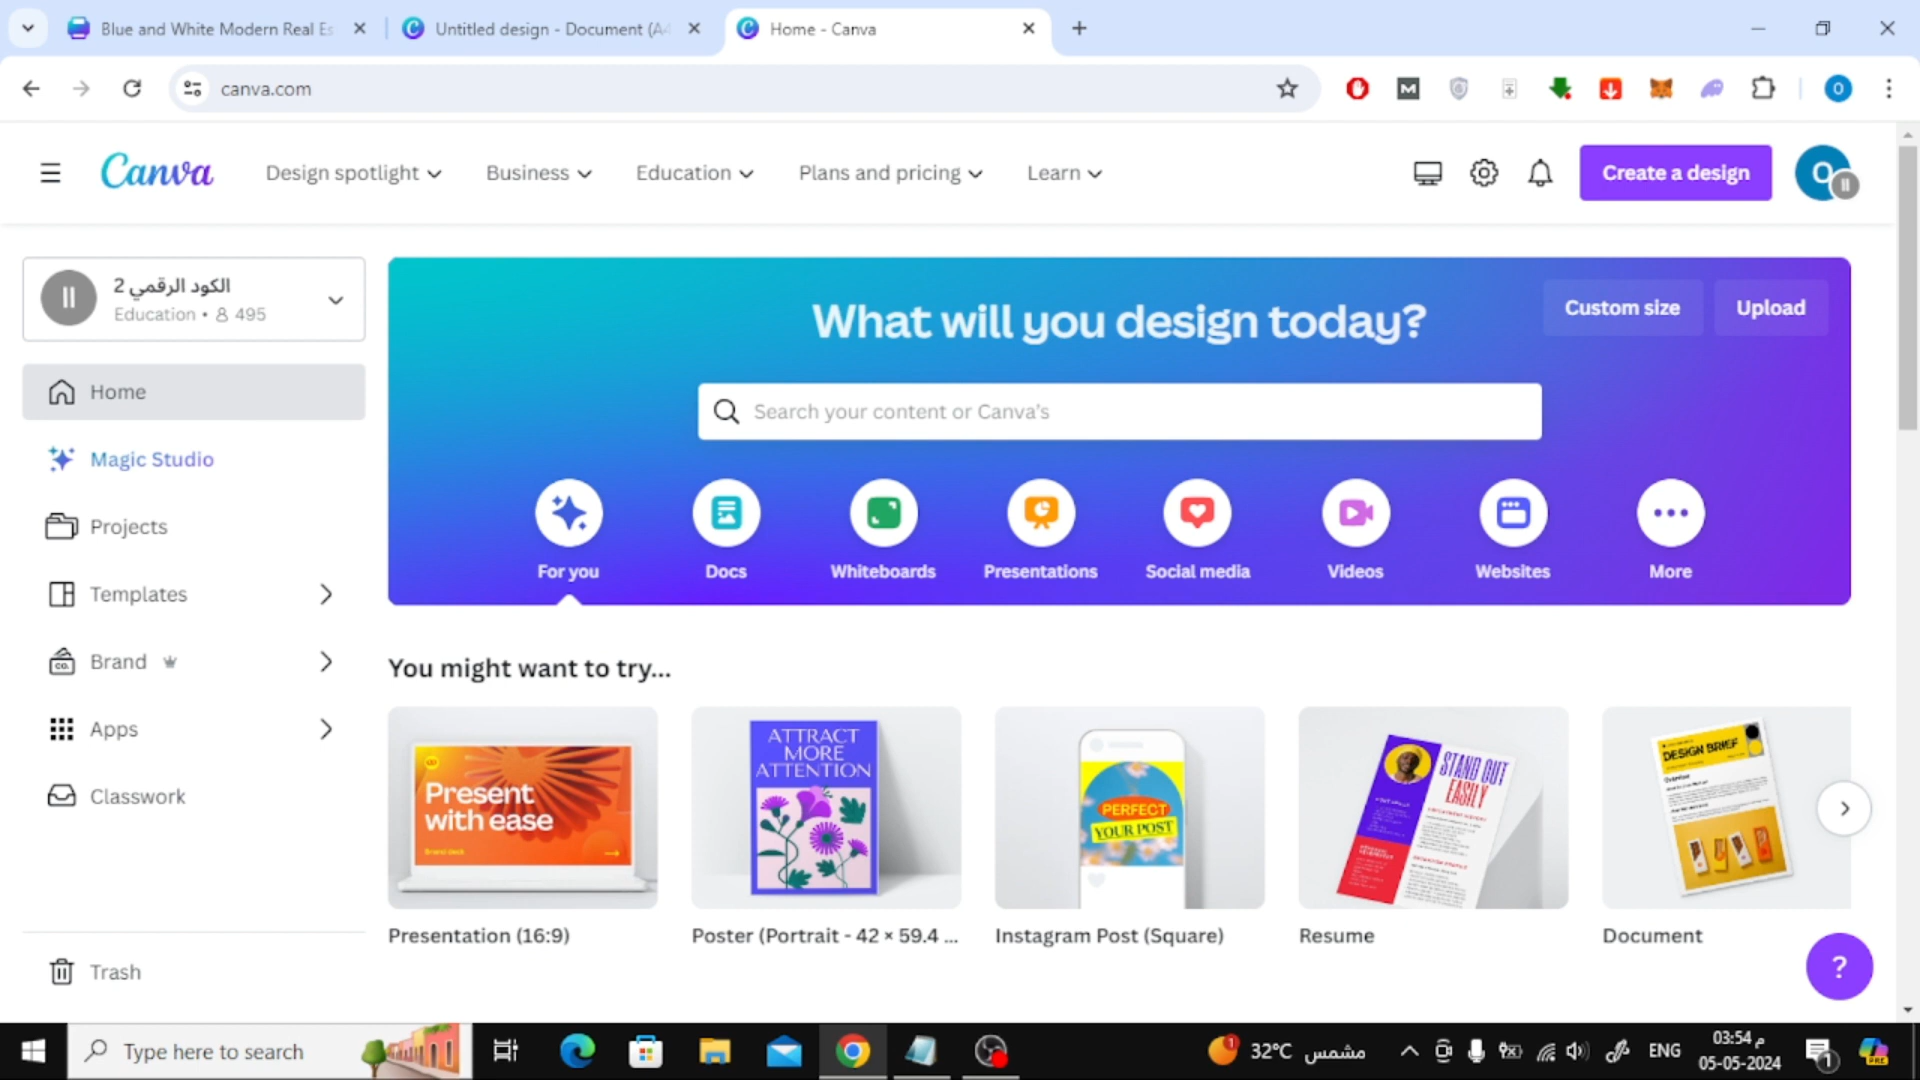 Blue and White Modern Real Es
Untitled design - Document (A4
Home - Canva
canva.com
Canva
Design spotlight
Business
Education
Plans and pricing
Learn
Create a design
O
الكود الرقمي 2
Education • 495
Home
Magic Studio
Projects
Templates
Brand
Apps
Classwork
Trash
What will you design today?
Custom size
Upload
Search your content or Canva's
For you
Docs
Whiteboards
Presentations
Social media
Videos
Websites
More
You might want to try...
Present
with ease
Brand deck
ATTRACT
MORE
ATTENTION
PERFECT
YOUR POST
STAND OUT
EASILY
DESIGN BRIEF
Presentation (16:9)
Poster (Portrait - 42 × 59.4 ...
Instagram Post (Square)
Resume
Document
?
Type here to search
32°C مشمس
ENG
03:54 م
05-05-2024